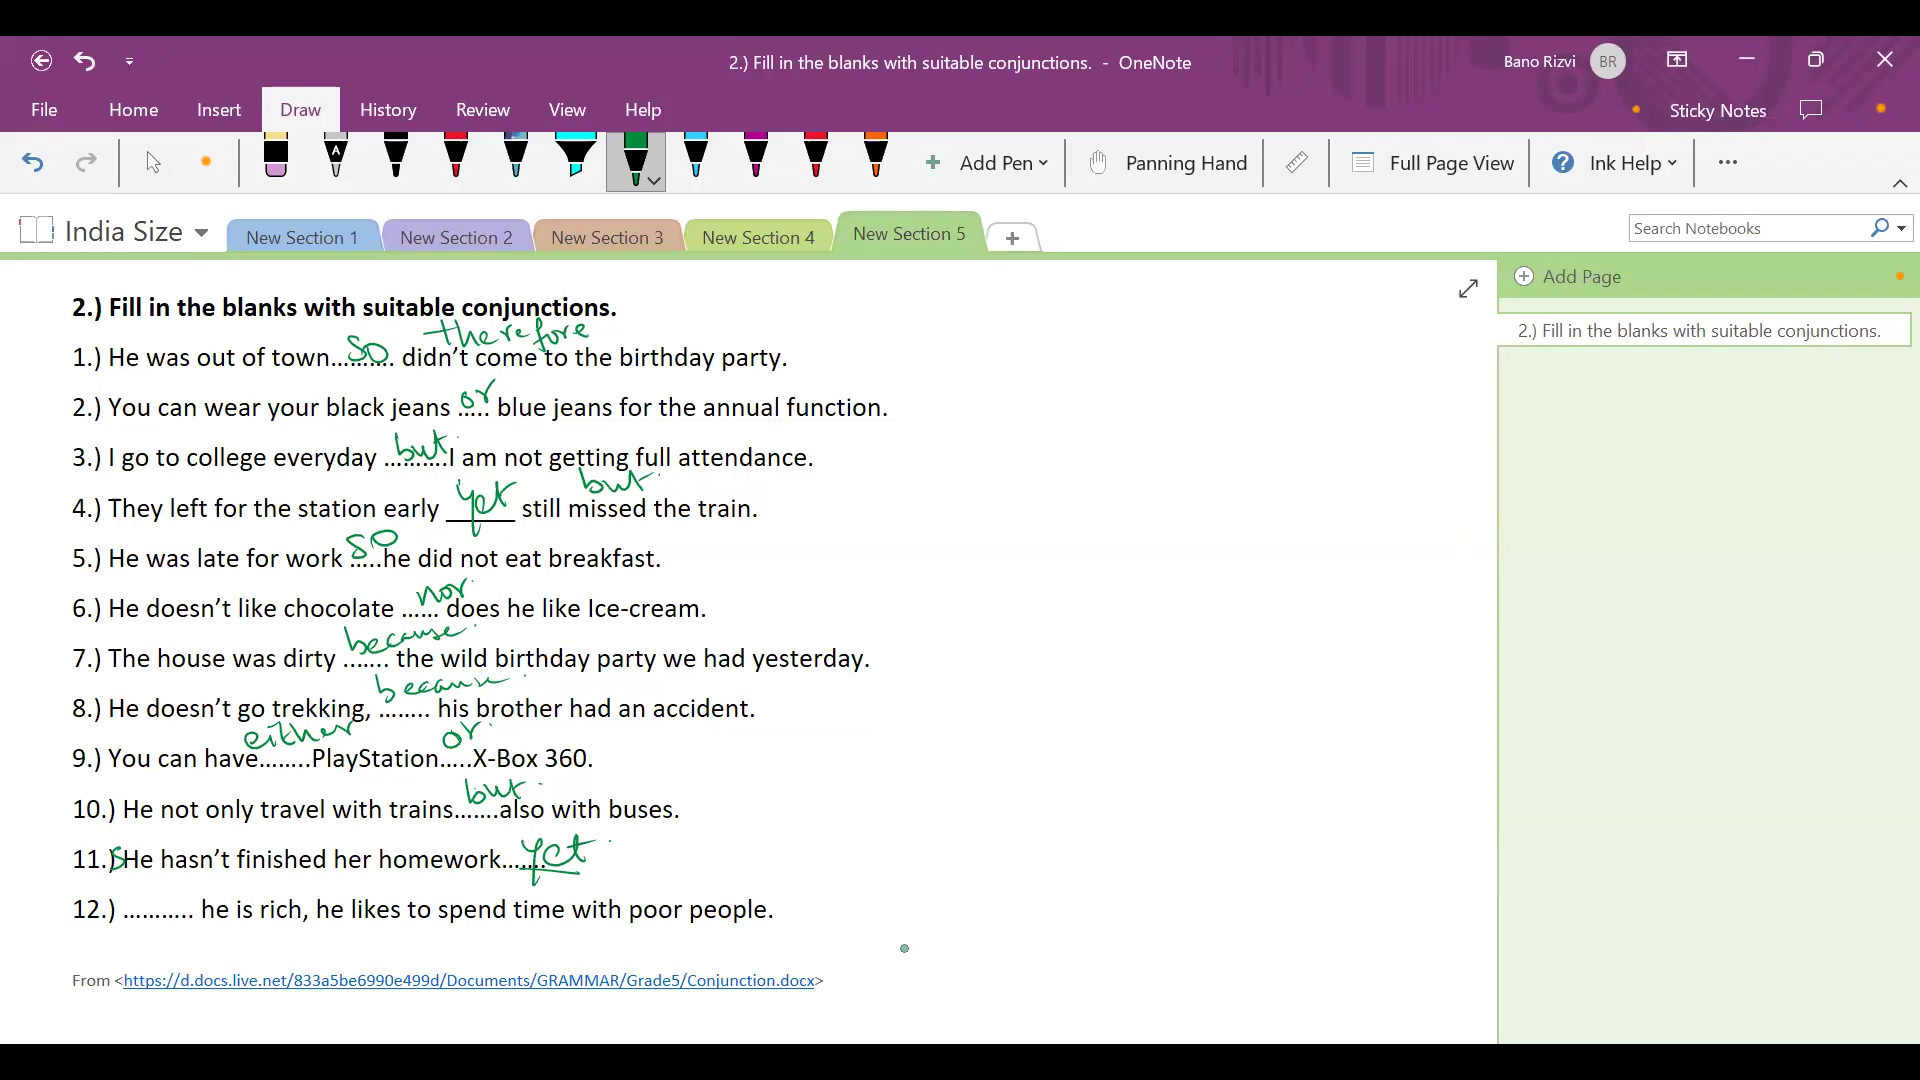 2.) Fill in the blanks with suitable conjunctions. - OneNote
Bano Rizvi BR
File Home Insert Draw History Review View Help
Sticky Notes
A
Add Pen
Panning Hand
Full Page View
? Ink Help
India Size New Section 1 New Section 2 New Section 3 New Section 4 New Section 5 +
Search Notebooks
Add Page
2.) Fill in the blanks with suitable conjunctions.
2.) Fill in the blanks with suitable conjunctions.
therefore
1.) He was out of town...so....... didn't come to the birthday party.
2.) You can wear your black jeans or..... blue jeans for the annual function.
3.) I go to college everyday ...but.......I am not getting full attendance.
but
4.) They left for the station early yet_____ still missed the train.
5.) He was late for work so.....he did not eat breakfast.
6.) He doesn't like chocolate nor...... does he like Ice-cream.
7.) The house was dirty because....... the wild birthday party we had yesterday.
8.) He doesn't go trekking, because........ his brother had an accident.
9.) You can have either........PlayStation or.....X-Box 360.
10.) He not only travel with trains but.......also with buses.
11.) SHe hasn't finished her homework.......yet
12.) ........... he is rich, he likes to spend time with poor people.
From <https://d.docs.live.net/833a5be6990e499d/Documents/GRAMMAR/Grade5/Conjunction.docx>